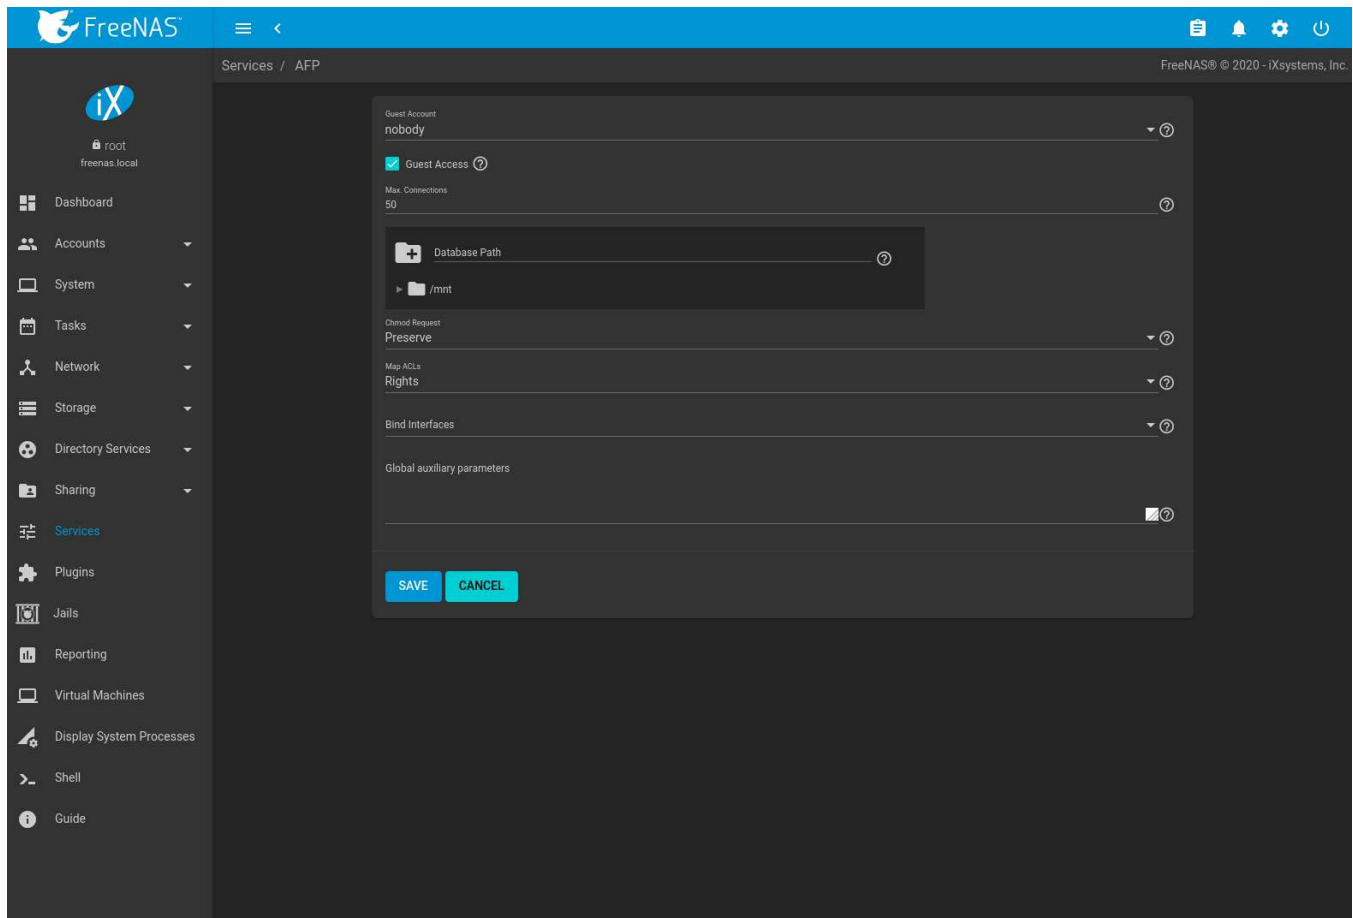 FreeNAS®
Services / AFP
FreeNAS® © 2020 - iXsystems, Inc.
iX
root
freenas.local
Dashboard
Accounts
System
Tasks
Network
Storage
Directory Services
Sharing
Services
Plugins
Jails
Reporting
Virtual Machines
Display System Processes
Shell
Guide
Guest Account
nobody
Guest Access
Max. Connections
50
Database Path
/mnt
Chmod Request
Preserve
Map ACLs
Rights
Bind Interfaces
Global auxiliary parameters
SAVE CANCEL